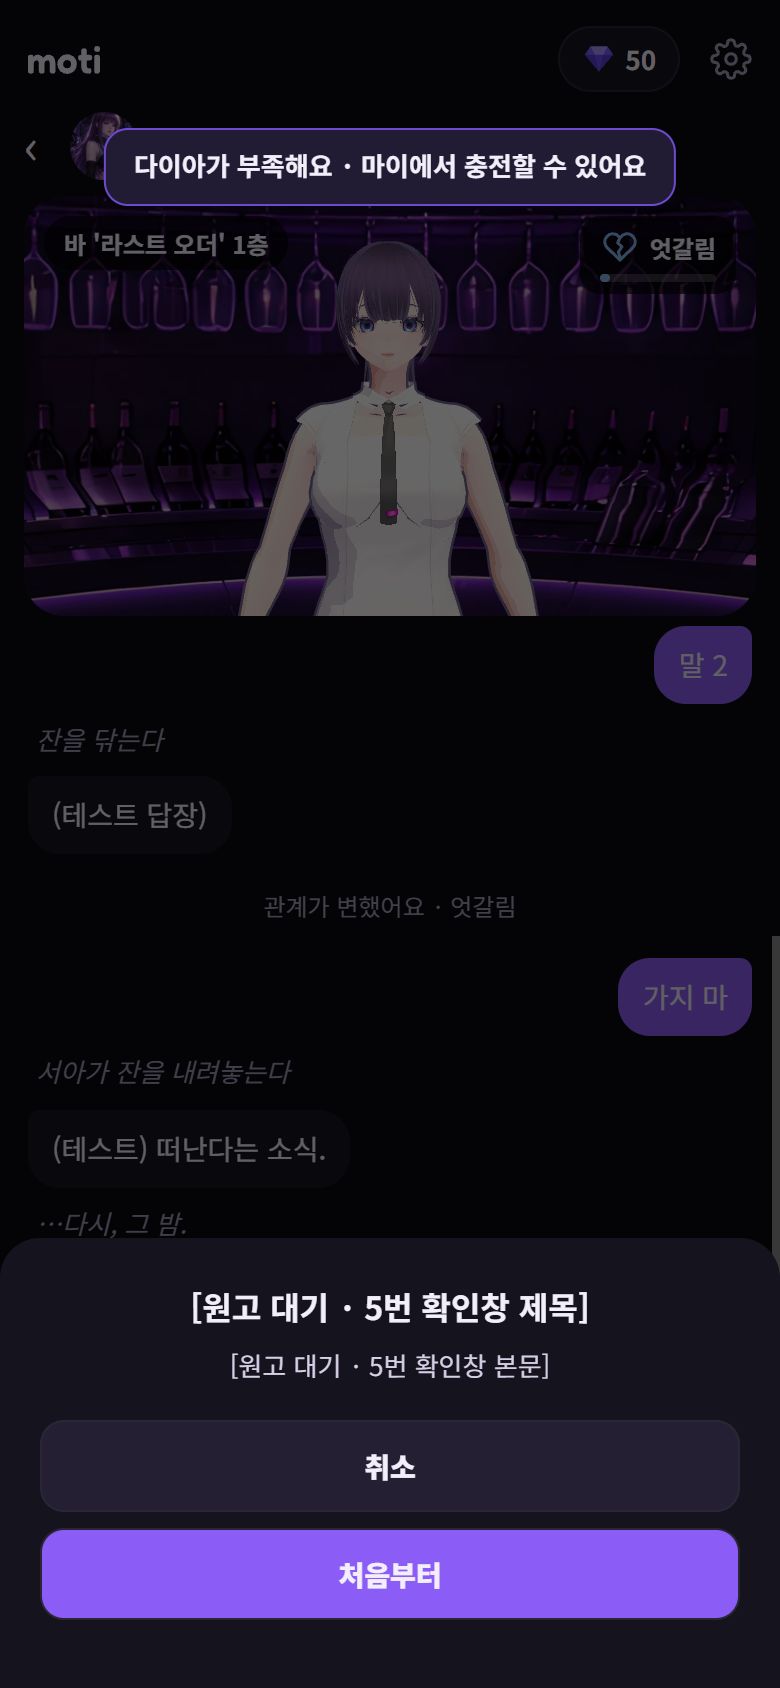 moti
50
다이아가 부족해요 · 마이에서 충전할 수 있어요
바 '라스트 오더' 1층
엇갈림
말 2
잔을 닦는다
(테스트 답장)
관계가 변했어요 · 엇갈림
가지 마
서아가 잔을 내려놓는다
(테스트) 떠난다는 소식.
…다시, 그 밤.
[원고 대기 · 5번 확인창 제목]
[원고 대기 · 5번 확인창 본문]
취소
처음부터